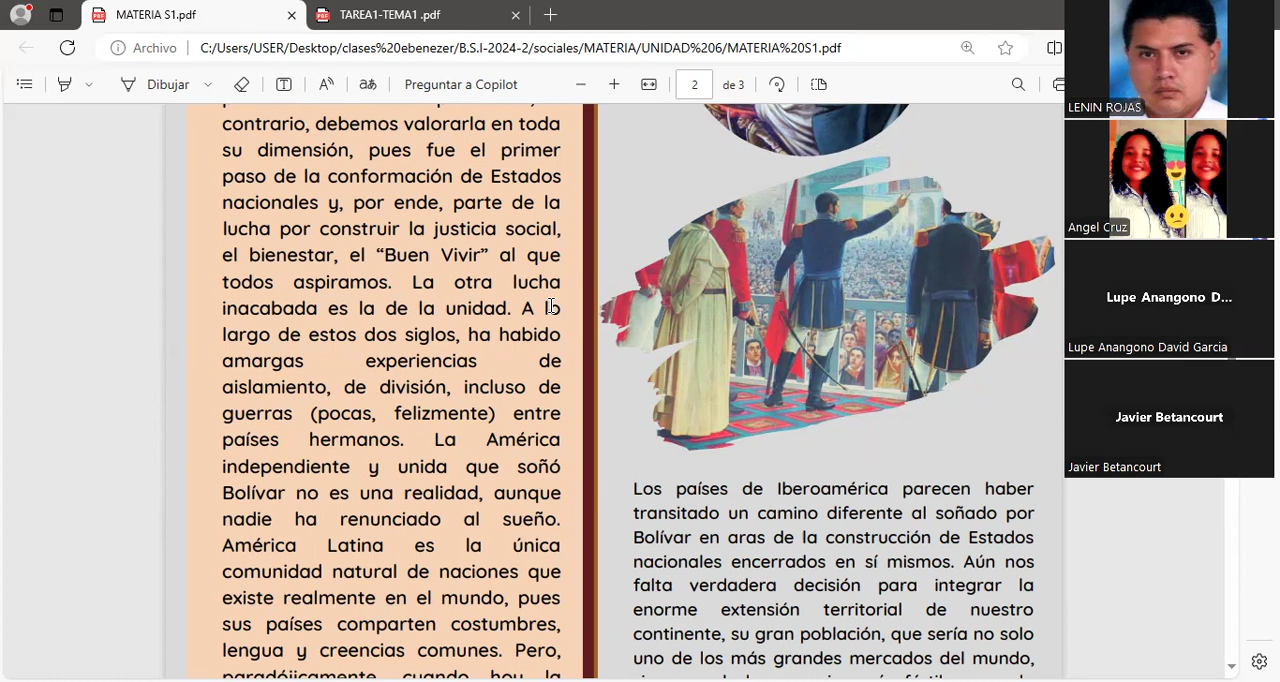 MATERIA S1.pdf
TAREA1-TEMA1 .pdf
Archivo
C:/Users/USER/Desktop/clases%20ebenezer/B.S.I-2024-2/sociales/MATERIA/UNIDAD%206/MATERIA%20S1.pdf
Dibujar
Preguntar a Copilot
2
de 3
contrario, debemos valorarla en toda
su dimensión, pues fue el primer
paso de la conformación de Estados
nacionales y, por ende, parte de la
lucha por construir la justicia social,
el bienestar, el “Buen Vivir” al que
todos aspiramos. La otra lucha
inacabada es la de la unidad. A lo
largo de estos dos siglos, ha habido
amargas experiencias de
aislamiento, de división, incluso de
guerras (pocas, felizmente) entre
países hermanos. La América
independiente y unida que soñó
Bolívar no es una realidad, aunque
nadie ha renunciado al sueño.
América Latina es la única
comunidad natural de naciones que
existe realmente en el mundo, pues
sus países comparten costumbres,
lengua y creencias comunes. Pero,
paradójicamente, cuando hoy la
Los países de Iberoamérica parecen haber
transitado un camino diferente al soñado por
Bolívar en aras de la construcción de Estados
nacionales encerrados en sí mismos. Aún nos
falta verdadera decisión para integrar la
enorme extensión territorial de nuestro
continente, su gran población, que sería no solo
uno de los más grandes mercados del mundo,
LENIN ROJAS
Angel Cruz
Lupe Anangono D...
Lupe Anangono David Garcia
Javier Betancourt
Javier Betancourt